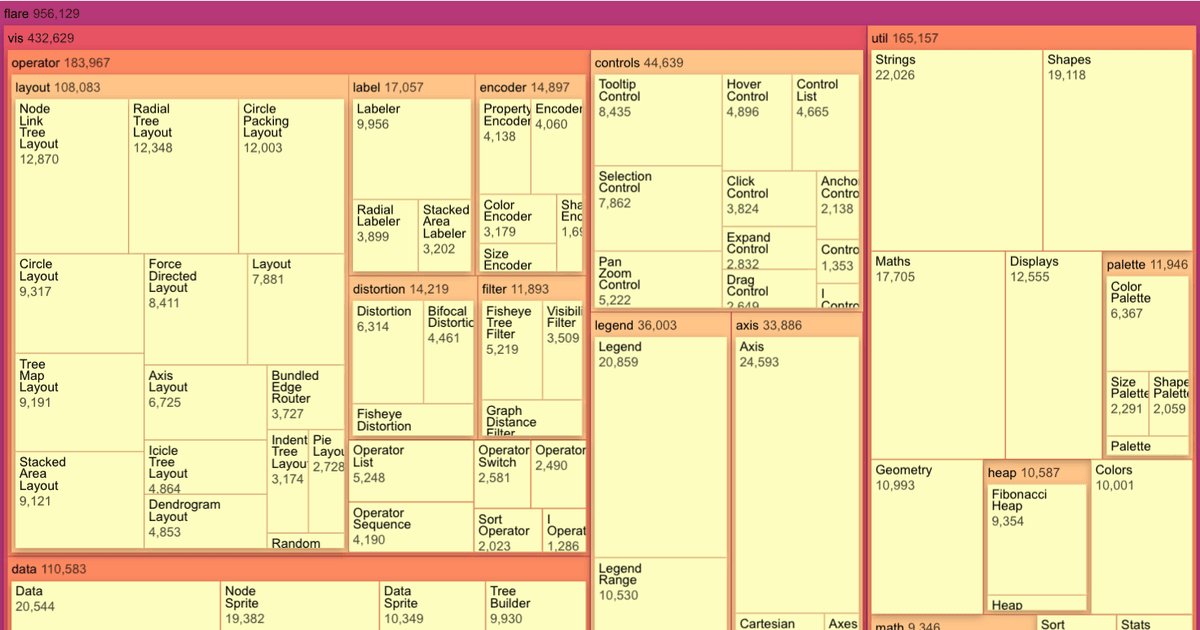 flare 956,129
vis 432,629
operator 183,967
layout 108,083
Node
Link
Tree
Layout
12,870
Radial
Tree
Layout
12,348
Circle
Packing
Layout
12,003
Circle
Layout
9,317
Force
Directed
Layout
8,411
Layout
7,881
Tree
Map
Layout
9,191
Axis
Layout
6,725
Bundled
Edge
Router
3,727
Icicle
Tree
Layout
4,864
Indent
Tree
Layou
3,174
Pie
Layou
2,728
Stacked
Area
Layout
9,121
Dendrogram
Layout
4,853
Random
label 17,057
Labeler
9,956
Radial
Labeler
3,899
Stacked
Area
Labeler
3,202
encoder 14,897
Property
Encoder
4,138
Encoder
4,060
Color
Encoder
3,179
Sha
Enc
1,69
Size
Encoder
distortion 14,219
Distortion
6,314
Bifocal
Distortic
4,461
Fisheye
Distortion
filter 11,893
Fisheye
Tree
Filter
5,219
Visibili
Filter
3,509
Graph
Distance
Filter
Operator
List
5,248
Operator
Switch
2,581
Operator
2,490
Operator
Sequence
4,190
Sort
Operator
2,023
I
Operat
1,286
data 110,583
Data
20,544
Node
Sprite
19,382
Data
Sprite
10,349
Tree
Builder
9,930
controls 44,639
Tooltip
Control
8,435
Hover
Control
4,896
Control
List
4,665
Selection
Control
7,862
Click
Control
3,824
Ancho
Contro
2,138
Expand
Control
2,832
Contro
1,353
Pan
Zoom
Control
5,222
Drag
Control
2,649
I
Contro
legend 36,003
Legend
20,859
Legend
Range
10,530
axis 33,886
Axis
24,593
Cartesian
Axes
util 165,157
Strings
22,026
Shapes
19,118
Maths
17,705
Displays
12,555
palette 11,946
Color
Palette
6,367
Size
Palette
2,291
Shape
Palett
2,059
Palette
Geometry
10,993
heap 10,587
Fibonacci
Heap
9,354
Heap
Colors
10,001
math 9,346
Sort
Stats